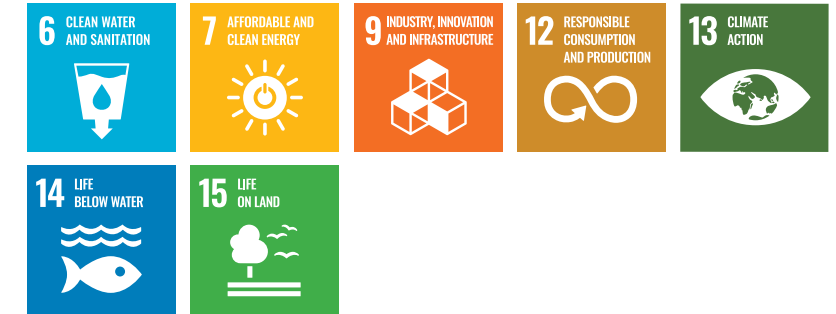 6 CLEAN WATER
AND SANITATION
7 AFFORDABLE AND
CLEAN ENERGY
9 INDUSTRY, INNOVATION
AND INFRASTRUCTURE
12 RESPONSIBLE
CONSUMPTION
AND PRODUCTION
13 CLIMATE
ACTION
14 LIFE
BELOW WATER
15 LIFE
ON LAND